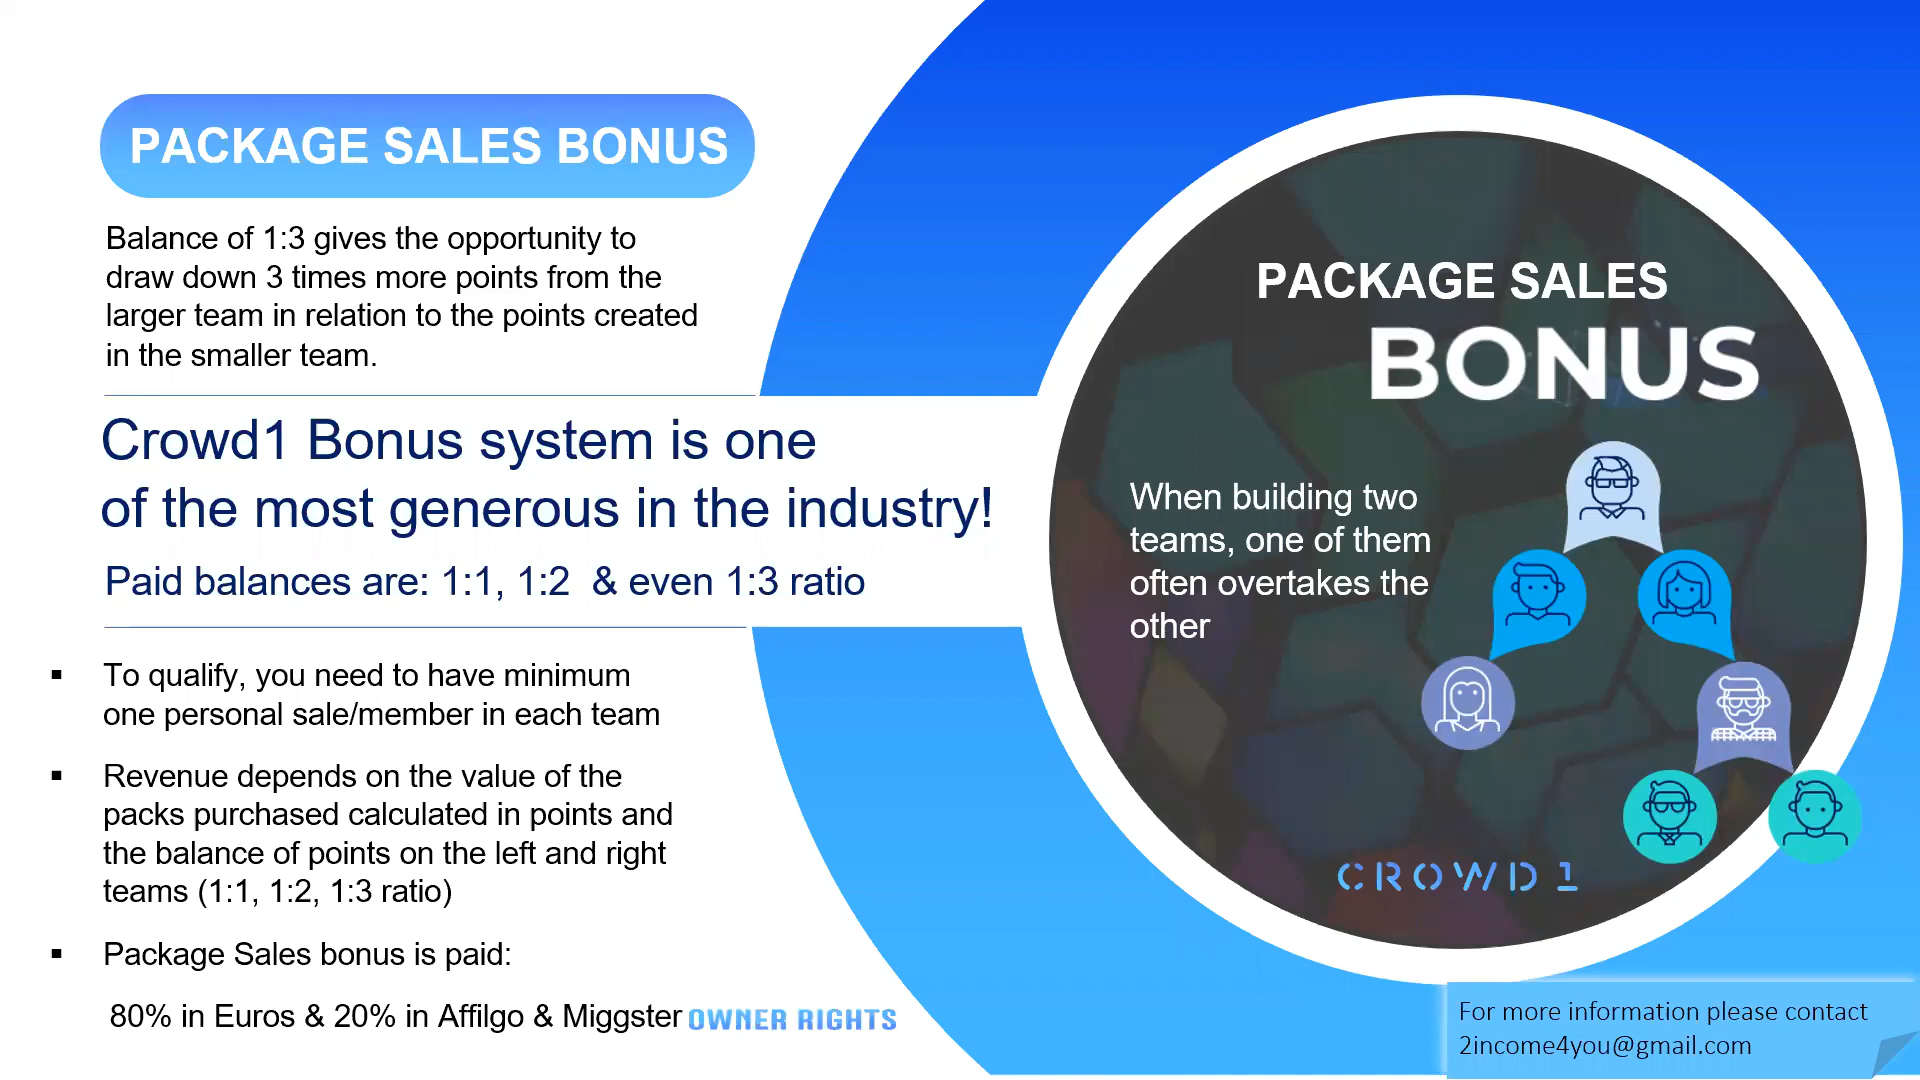 PACKAGE SALES BONUS
Balance of 1:3 gives the opportunity to
draw down 3 times more points from the
larger team in relation to the points created
in the smaller team.
Crowd1 Bonus system is one
of the most generous in the industry!
Paid balances are: 1:1, 1:2 & even 1:3 ratio
▪ To qualify, you need to have minimum
one personal sale/member in each team
▪ Revenue depends on the value of the
packs purchased calculated in points and
the balance of points on the left and right
teams (1:1, 1:2, 1:3 ratio)
▪ Package Sales bonus is paid:
80% in Euros & 20% in Affilgo & Miggster OWNER RIGHTS
PACKAGE SALES
BONUS
When building two
teams, one of them
often overtakes the
other
CROWD 1
For more information please contact
2income4you@gmail.com